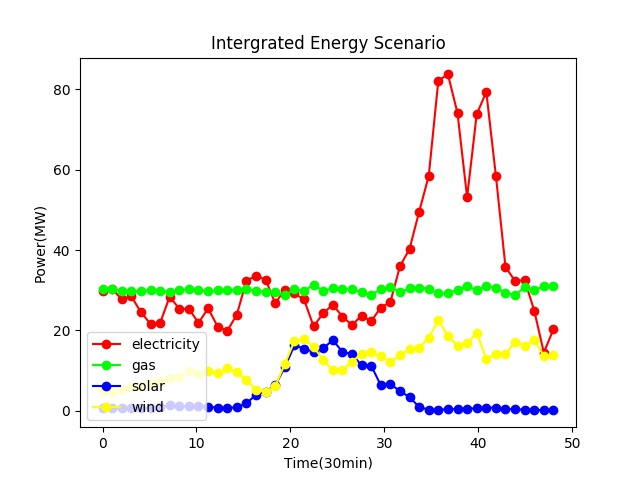 Intergrated Energy Scenario
Power(MW)
80
60
40
20
0
electricity
gas
solar
wind
0 10 20 30 40 50
Time(30min)